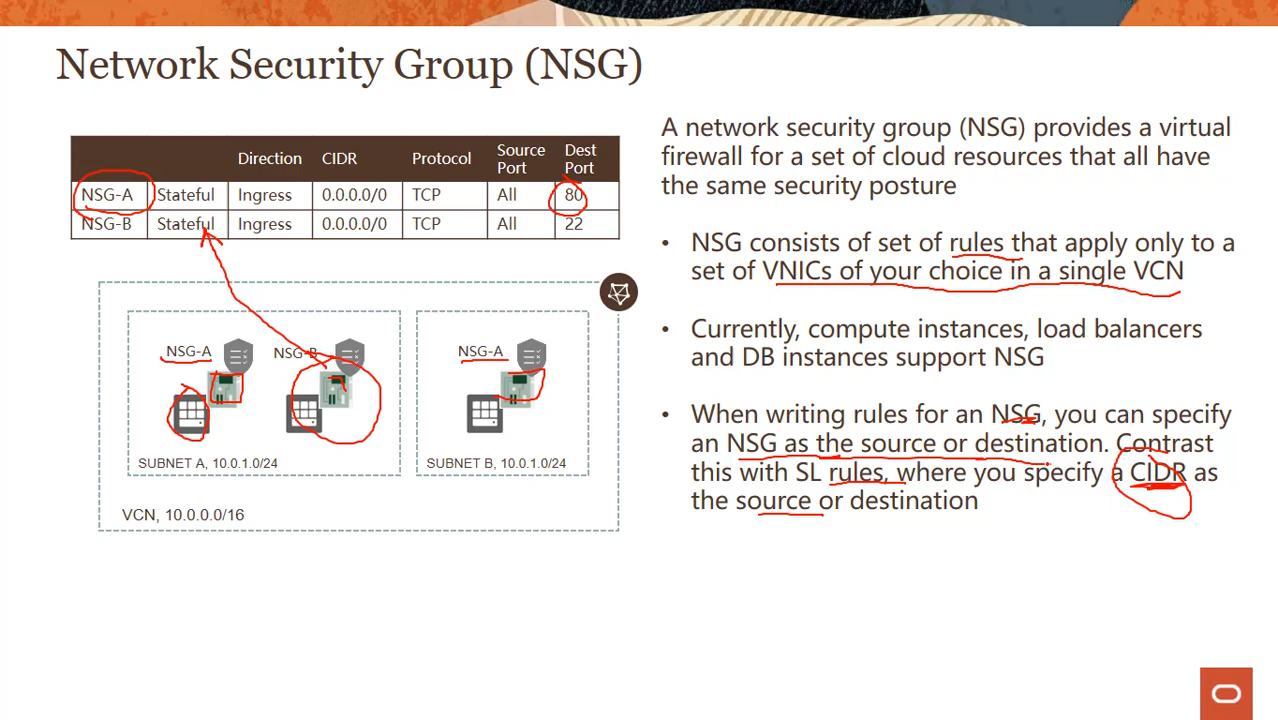 Network Security Group (NSG)
Direction CIDR Protocol Source Port Dest Port
NSG-A Stateful Ingress 0.0.0.0/0 TCP All 80
NSG-B Stateful Ingress 0.0.0.0/0 TCP All 22
NSG-A NSG-B NSG-A
SUBNET A, 10.0.1.0/24 SUBNET B, 10.0.1.0/24
VCN, 10.0.0.0/16
A network security group (NSG) provides a virtual
firewall for a set of cloud resources that all have
the same security posture
• NSG consists of set of rules that apply only to a
set of VNICs of your choice in a single VCN
• Currently, compute instances, load balancers
and DB instances support NSG
• When writing rules for an NSG, you can specify
an NSG as the source or destination. Contrast
this with SL rules, where you specify a CIDR as
the source or destination